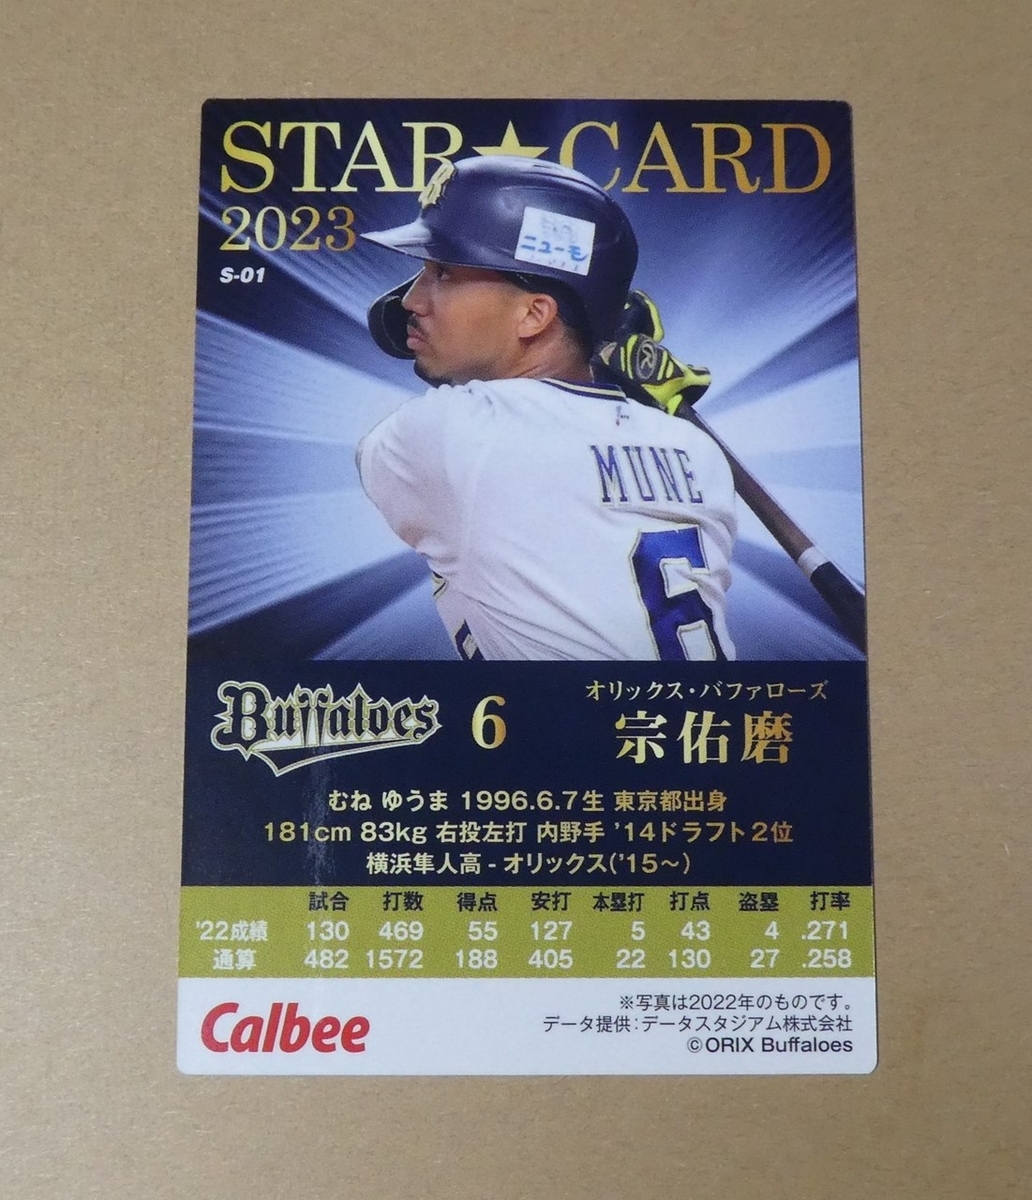 STAR★CARD
2023
S-01
ニューモ
MUNE
6
Buffaloes 6 オリックス・バファローズ
宗佑磨
むね ゆうま 1996.6.7生 東京都出身
181cm 83kg 右投左打 内野手 '14ドラフト2位
横浜隼人高 - オリックス('15～)
試合 打数 得点 安打 本塁打 打点 盗塁 打率
'22成績 130 469 55 127 5 43 4 .271
通算 482 1572 188 405 22 130 27 .258
Calbee
※写真は2022年のものです。
データ提供：データスタジアム株式会社
©ORIX Buffaloes